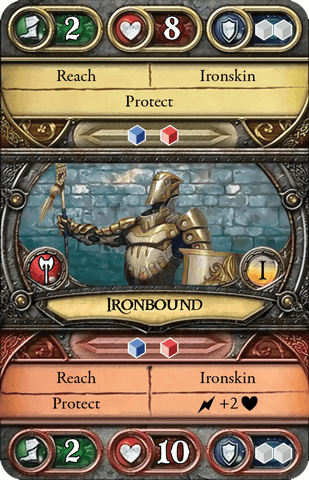 2 8
Reach Ironskin
Protect
I
IRONBOUND
Reach Ironskin
Protect +2
2 10